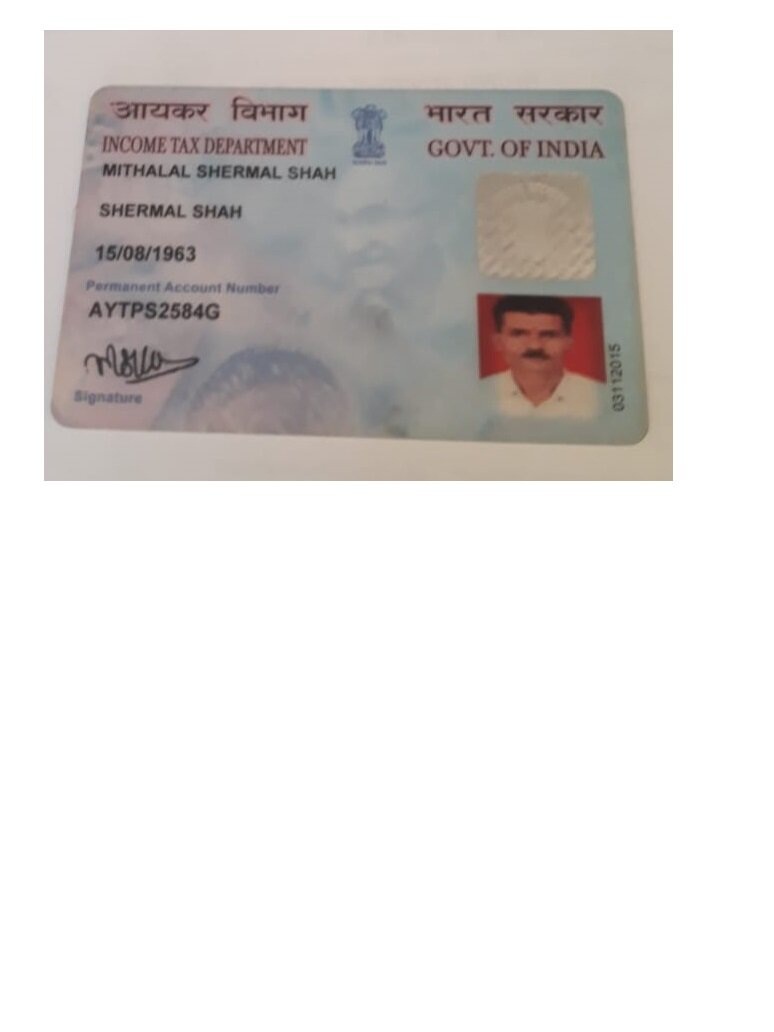 आयकर विभाग
भारत सरकार
INCOME TAX DEPARTMENT
GOVT. OF INDIA
MITHALAL SHERMAL SHAH
SHERMAL SHAH
15/08/1963
Permanent Account Number
AYTPS2584G
Signature
03112015